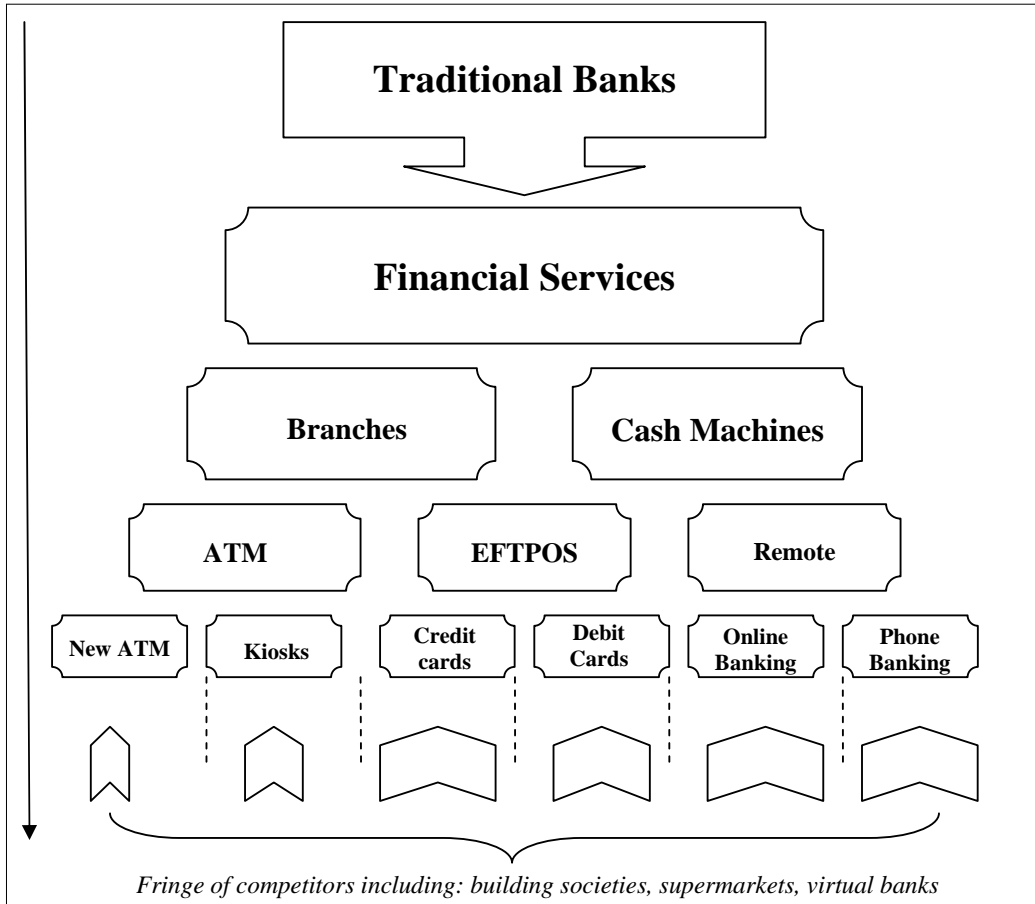 Traditional Banks
Financial Services
Branches
Cash Machines
ATM
EFTPOS
Remote
New ATM
Kiosks
Credit
cards
Debit
Cards
Online
Banking
Phone
Banking
Fringe of competitors including: building societies, supermarkets, virtual banks